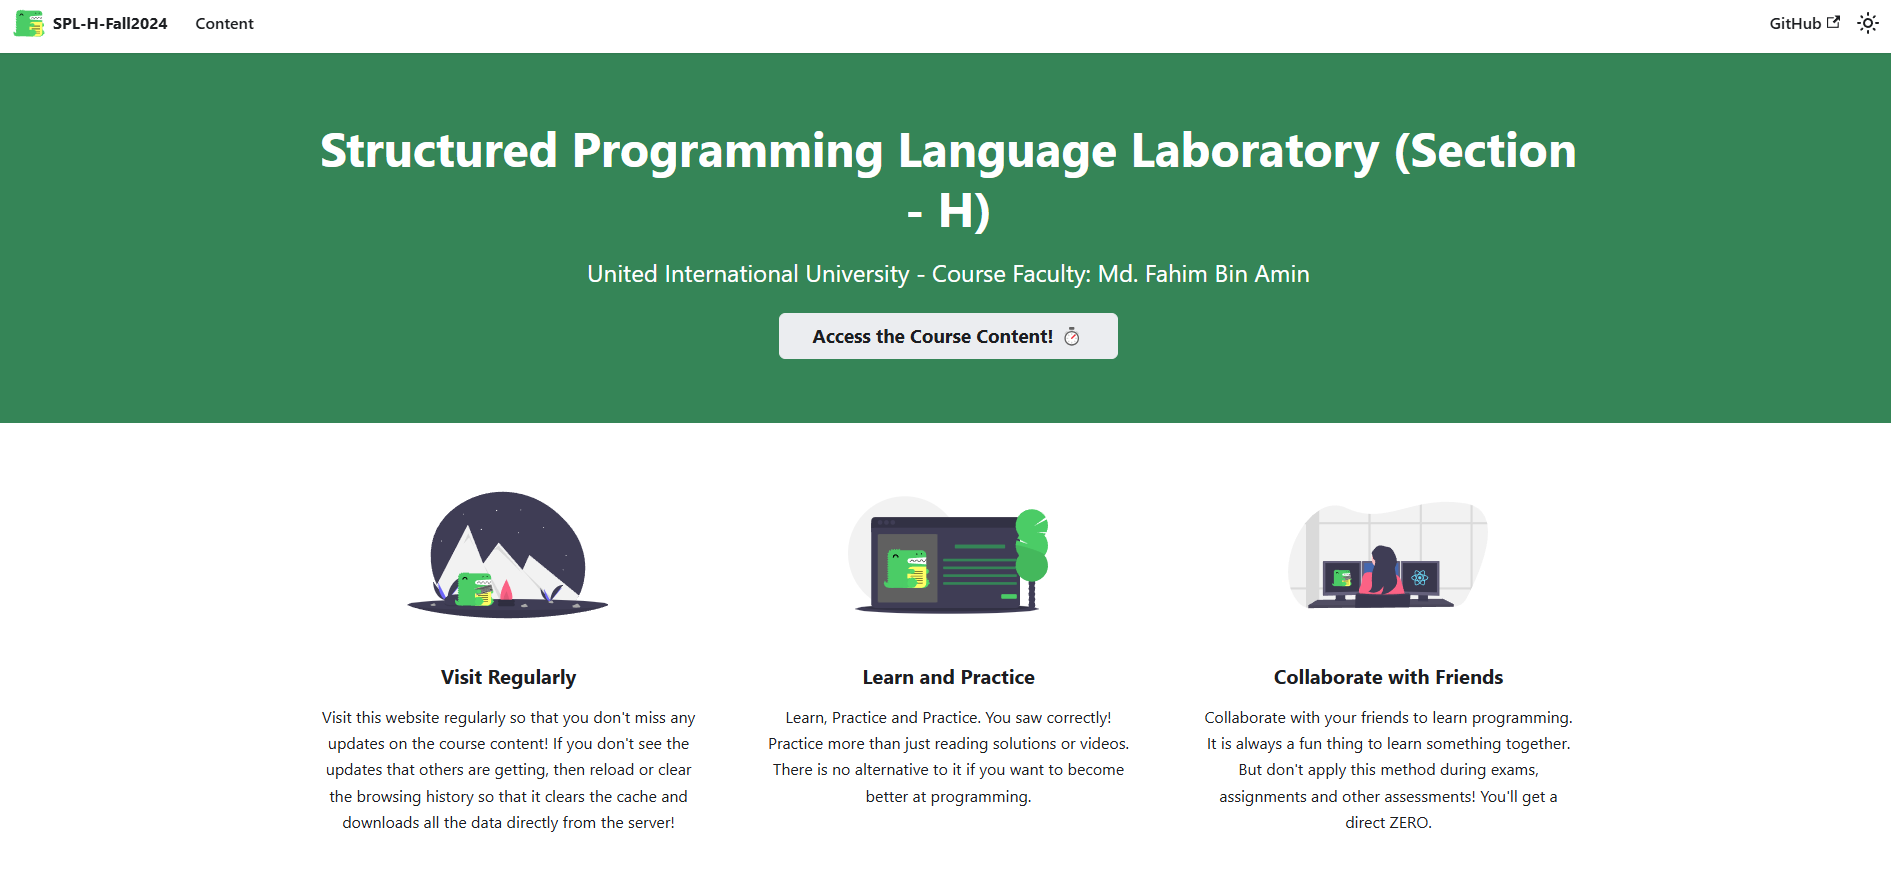 SPL-H-Fall2024 Content GitHub
Structured Programming Language Laboratory (Section
- H)
United International University - Course Faculty: Md. Fahim Bin Amin
Access the Course Content! ⏱️
Visit Regularly
Visit this website regularly so that you don't miss any
updates on the course content! If you don't see the
updates that others are getting, then reload or clear
the browsing history so that it clears the cache and
downloads all the data directly from the server!
Learn and Practice
Learn, Practice and Practice. You saw correctly!
Practice more than just reading solutions or videos.
There is no alternative to it if you want to become
better at programming.
Collaborate with Friends
Collaborate with your friends to learn programming.
It is always a fun thing to learn something together.
But don't apply this method during exams,
assignments and other assessments! You'll get a
direct ZERO.